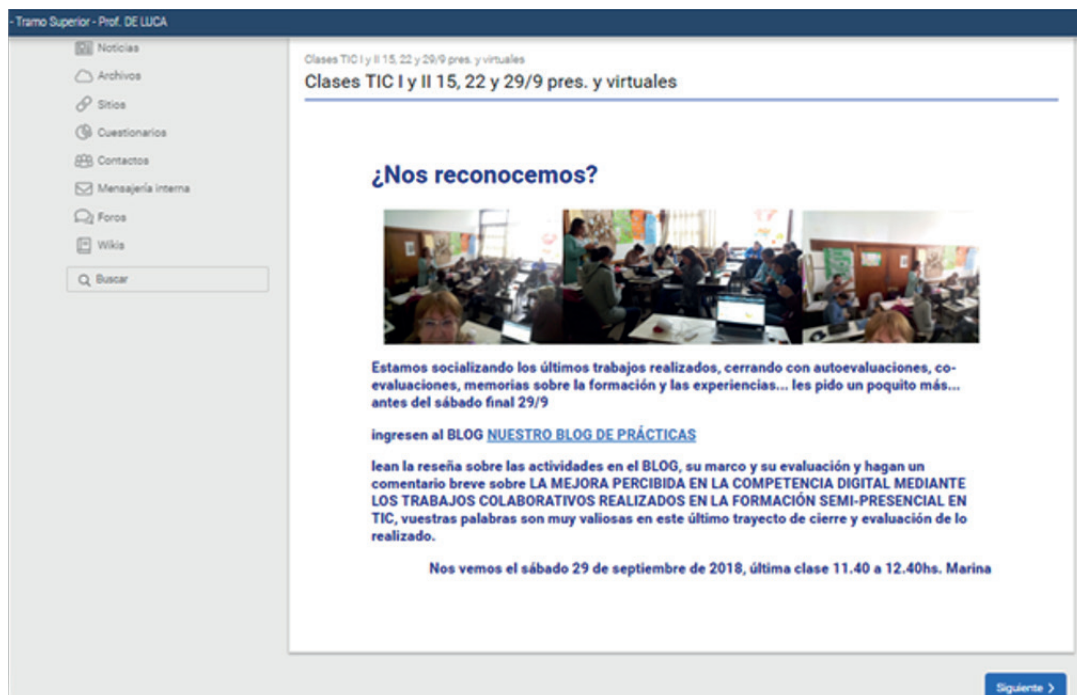 - Tramo Superior - Prof. DE LUCA
Noticias
Archivos
Sitios
Cuestionarios
Contactos
Mensajería interna
Foros
Wikis
Buscar
Clases TIC I y II 15, 22 y 29/9 pres. y virtuales
Clases TIC I y II 15, 22 y 29/9 pres. y virtuales
¿Nos reconocemos?
Estamos socializando los últimos trabajos realizados, cerrando con autoevaluaciones, co-
evaluaciones, memorias sobre la formación y las experiencias... les pido un poquito más...
antes del sábado final 29/9
ingresen al BLOG NUESTRO BLOG DE PRÁCTICAS
lean la reseña sobre las actividades en el BLOG, su marco y su evaluación y hagan un
comentario breve sobre LA MEJORA PERCIBIDA EN LA COMPETENCIA DIGITAL MEDIANTE
LOS TRABAJOS COLABORATIVOS REALIZADOS EN LA FORMACIÓN SEMI-PRESENCIAL EN
TIC, vuestras palabras son muy valiosas en este último trayecto de cierre y evaluación de lo
realizado.
Nos vemos el sábado 29 de septiembre de 2018, última clase 11.40 a 12.40hs. Marina
Siguiente >